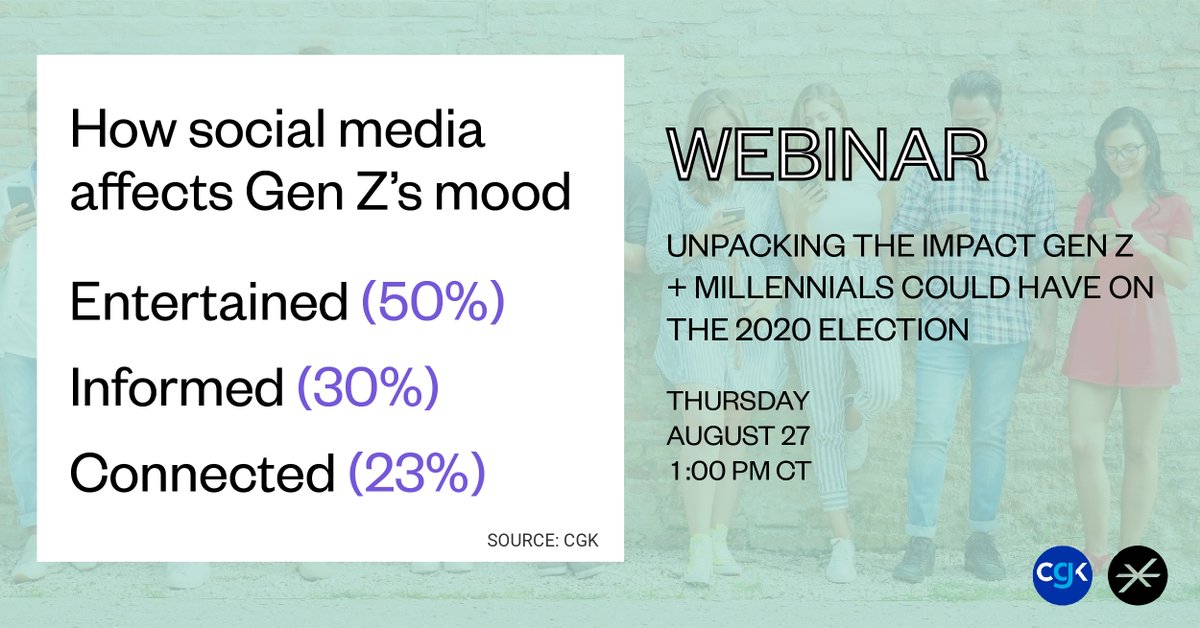 How social media
affects Gen Z’s mood
Entertained (50%)
Informed (30%)
Connected (23%)
SOURCE: CGK
WEBINAR
UNPACKING THE IMPACT GEN Z
+ MILLENNIALS COULD HAVE ON
THE 2020 ELECTION
THURSDAY
AUGUST 27
1:00 PM CT
cgk